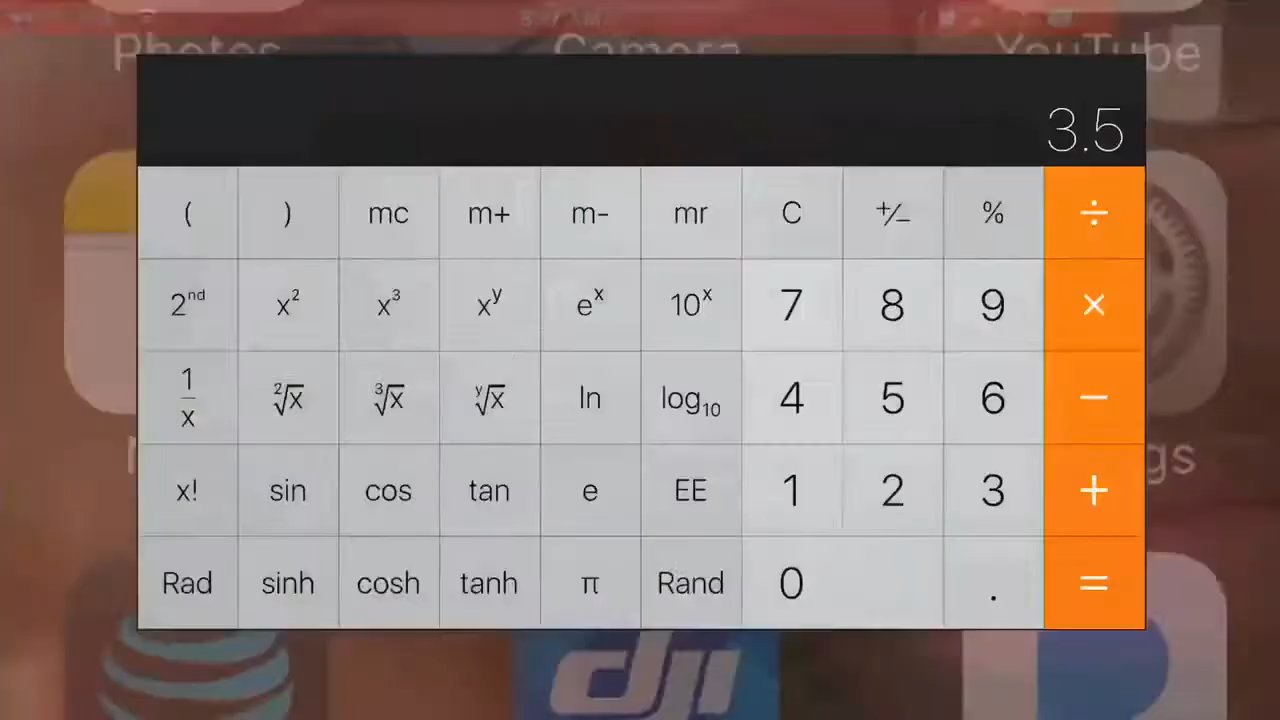 Photos Camera YouTube
3.5
( ) mc m+ m- mr C +/− % ÷
2ⁿᵈ x² x³ xʸ eˣ 10ˣ 7 8 9 ×
1/x ²√x ³√x ʸ√x ln log₁₀ 4 5 6 −
x! sin cos tan e EE 1 2 3 +
Rad sinh cosh tanh π Rand 0 . =
dji